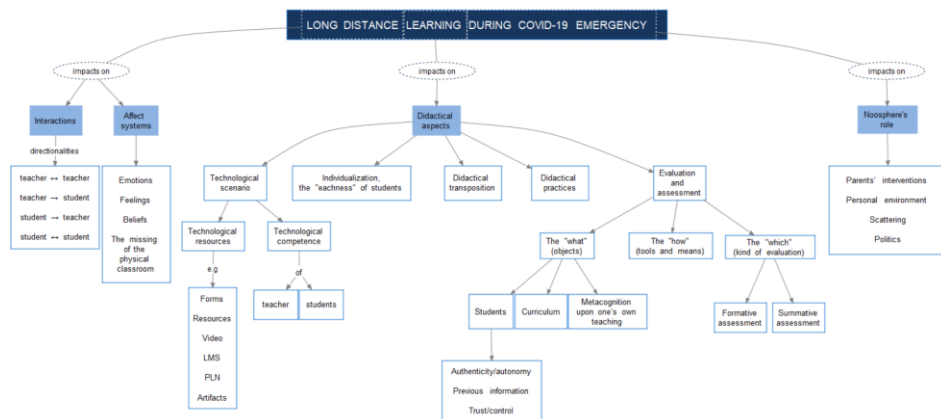 LONG DISTANCE LEARNING DURING COVID-19 EMERGENCY
impacts on
impacts on
impacts on
Interactions
Affect
systems
Didactical
aspects
Noosphere's
role
directionalities
teacher ↔ teacher
teacher → student
student → teacher
student ↔ student
Emotions
Feelings
Beliefs
The missing
of the
physical
classroom
Technological
scenario
Individualization,
the "eachness" of students
Didactical
transposition
Didactical
practices
Evaluation
and
assessment
Parents' interventions
Personal environment
Scattering
Politics
Technological
resources
Technological
competence
The "what"
(objects)
The "how"
(tools and means)
The "which"
(kind of evaluation)
e.g
of
Forms
Resources
Video
LMS
PLN
Artifacts
teacher
students
Students
Curriculum
Metacognition
upon one's own
teaching
Formative
assessment
Summative
assessment
Authenticity/autonomy
Previous information
Trust/control